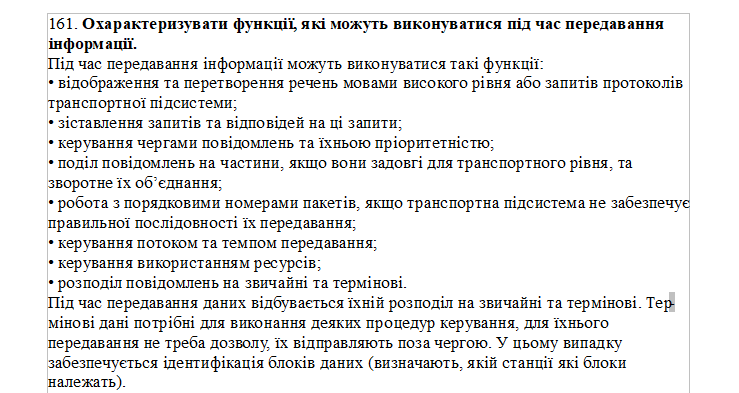 161. Охарактеризувати функції, які можуть виконуватися під час передавання
інформації.
Під час передавання інформації можуть виконуватися такі функції:
• відображення та перетворення речень мовами високого рівня або запитів протоколів
транспортної підсистеми;
• зіставлення запитів та відповідей на ці запити;
• керування чергами повідомлень та їхньою пріоритетністю;
• поділ повідомлень на частини, якщо вони задовгі для транспортного рівня, та
зворотне їх об’єднання;
• робота з порядковими номерами пакетів, якщо транспортна підсистема не забезпечує
правильної послідовності їх передавання;
• керування потоком та темпом передавання;
• керування використанням ресурсів;
• розподіл повідомлень на звичайні та термінові.
Під час передавання даних відбувається їхній розподіл на звичайні та термінові. Тер-
мінові дані потрібні для виконання деяких процедур керування, для їхнього
передавання не треба дозволу, їх відправляють поза чергою. У цьому випадку
забезпечується ідентифікація блоків даних (визначають, якій станції які блоки
належать).